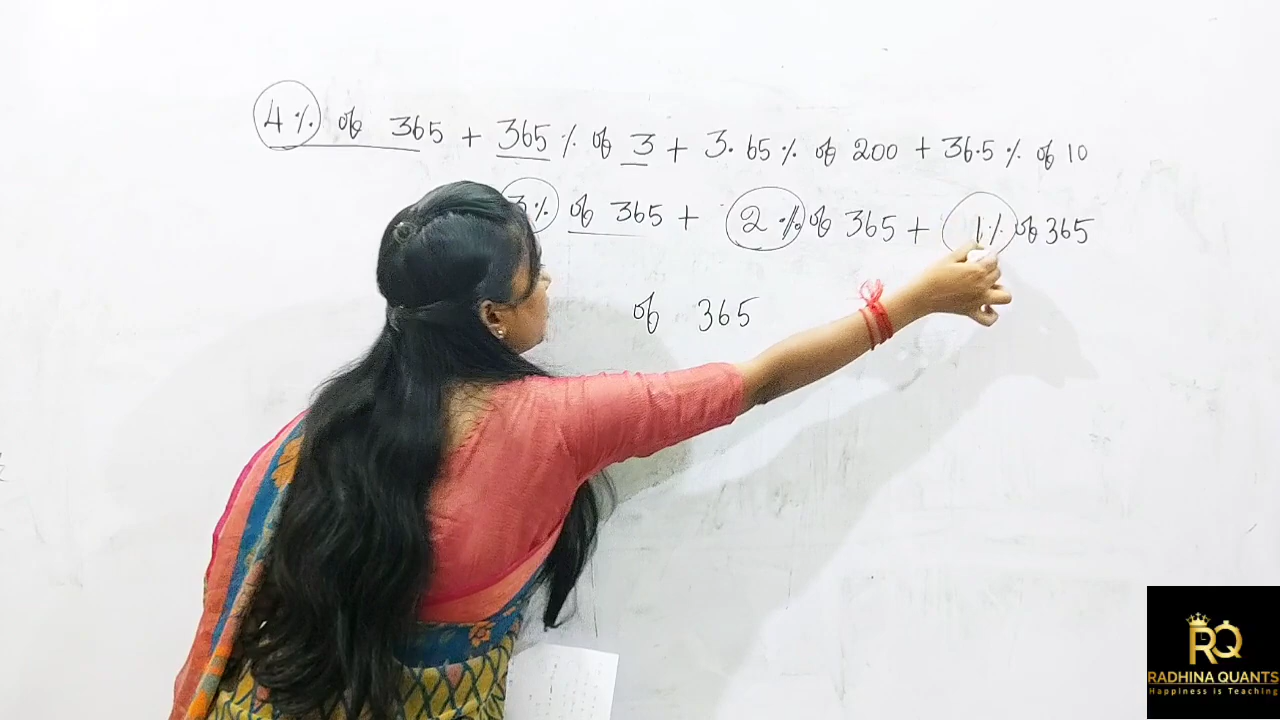 4% of 365 + 365% of 3 + 3.65% of 200 + 36.5% of 10
3% of 365 + 2% of 365 + 1% of 365
of 365
RQ
RADHINA QUANTS
Happiness is Teaching